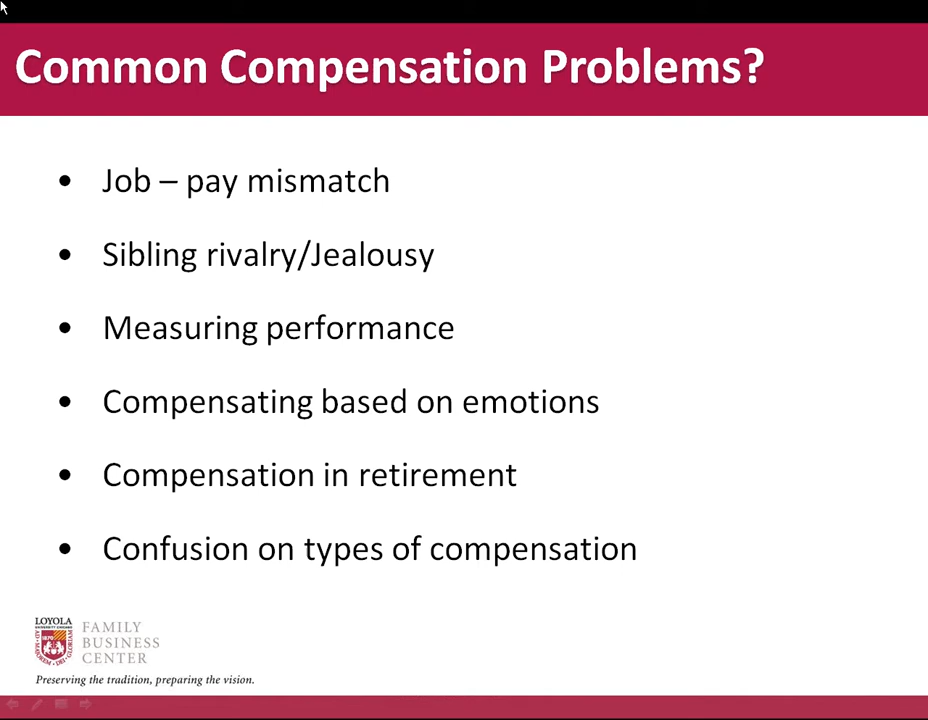 Common Compensation Problems?
• Job – pay mismatch
• Sibling rivalry/Jealousy
• Measuring performance
• Compensating based on emotions
• Compensation in retirement
• Confusion on types of compensation
LOYOLA
FAMILY
BUSINESS
CENTER
Preserving the tradition, preparing the vision.